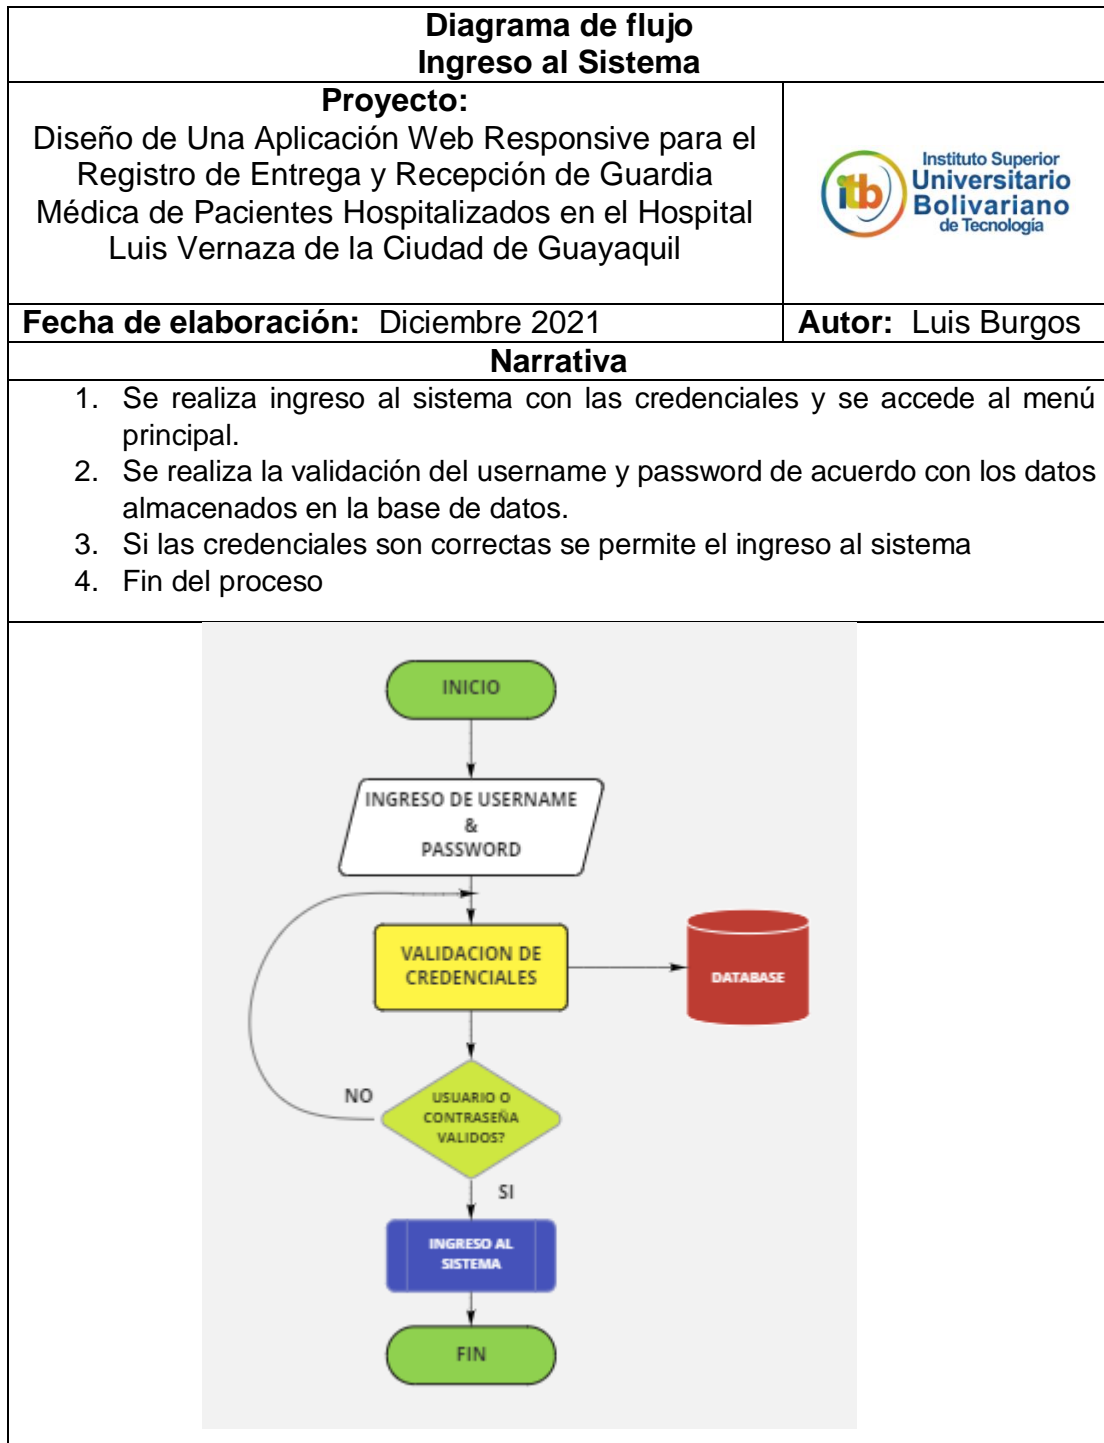 Diagrama de flujo
Ingreso al Sistema
Proyecto:
Diseño de Una Aplicación Web Responsive para el
Registro de Entrega y Recepción de Guardia
Médica de Pacientes Hospitalizados en el Hospital
Luis Vernaza de la Ciudad de Guayaquil
itb
Instituto Superior
Universitario
Bolivariano
de Tecnología
Fecha de elaboración: Diciembre 2021
Autor: Luis Burgos
Narrativa
1. Se realiza ingreso al sistema con las credenciales y se accede al menú
principal.
2. Se realiza la validación del username y password de acuerdo con los datos
almacenados en la base de datos.
3. Si las credenciales son correctas se permite el ingreso al sistema
4. Fin del proceso
INICIO
INGRESO DE USERNAME
&
PASSWORD
VALIDACION DE
CREDENCIALES
DATABASE
NO
USUARIO O
CONTRASEÑA
VALIDOS?
SI
INGRESO AL
SISTEMA
FIN